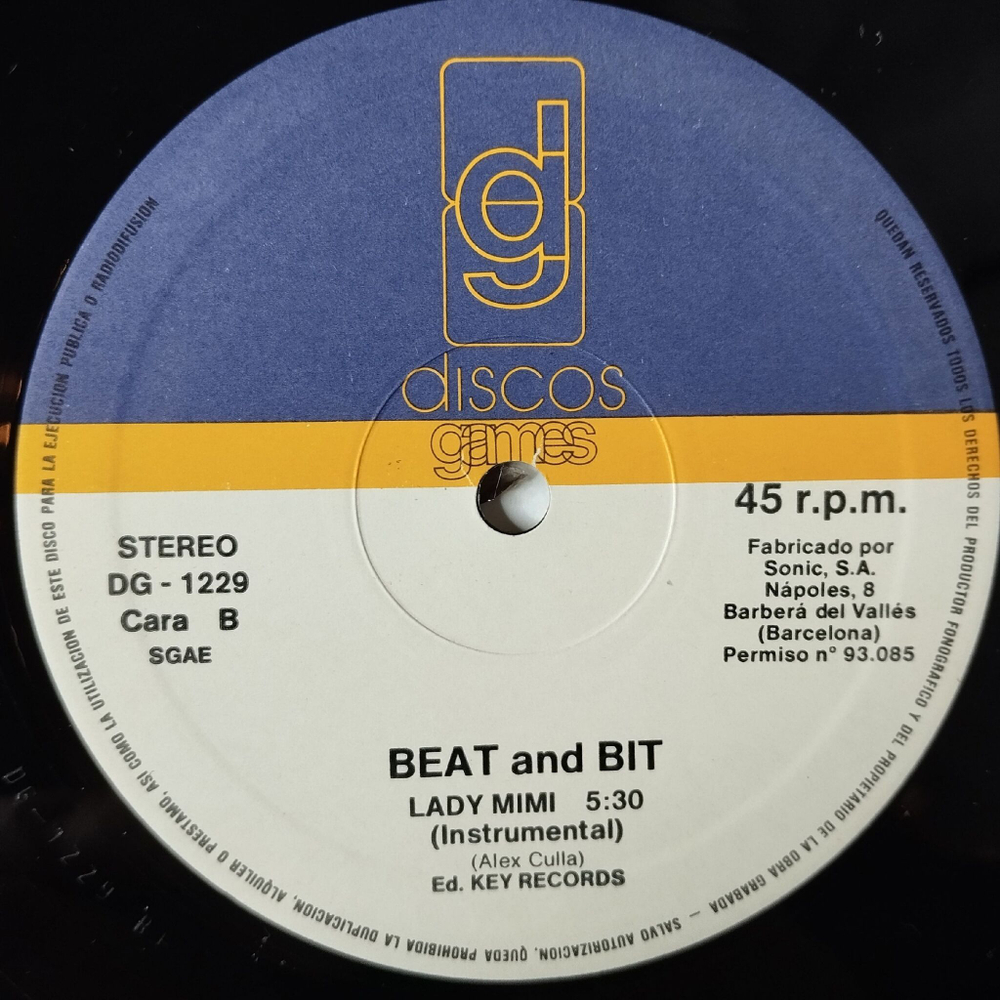 dg
discos
games
45 r.p.m.
STEREO
DG - 1229
Cara B
SGAE
Fabricado por
Sonic, S.A.
Nápoles, 8
Barberá del Vallés
(Barcelona)
Permiso n° 93.085
BEAT and BIT
LADY MIMI 5:30
(Instrumental)
(Alex Culla)
Ed. KEY RECORDS
QUEDAN RESERVADOS TODOS LOS DERECHOS DEL PRODUCTOR FONOGRAFICO Y DEL PROPIETARIO DE LA OBRA GRABADA — SALVO AUTORIZACION, QUEDA PROHIBIDA LA DUPLICACION, ALQUILER O PRESTAMO, ASI COMO LA UTILIZACION DE ESTE DISCO PARA LA EJECUCION PUBLICA O RADIODIFUSION